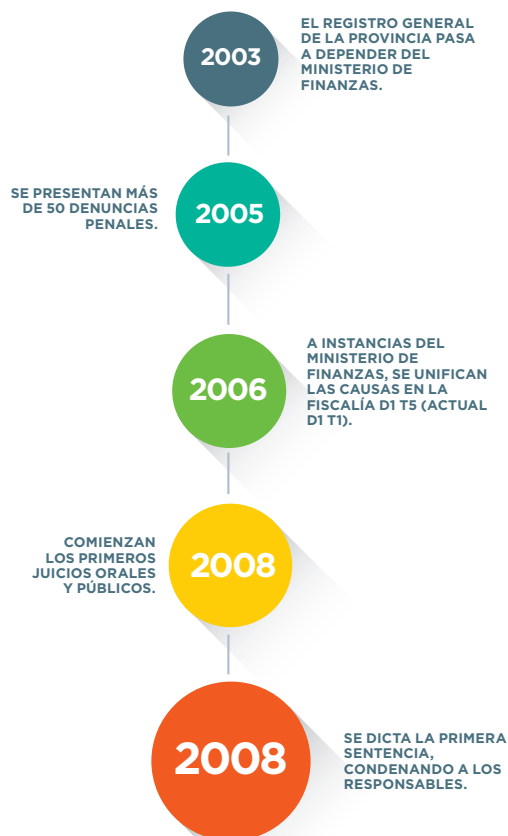 2003
EL REGISTRO GENERAL
DE LA PROVINCIA PASA
A DEPENDER DEL
MINISTERIO DE
FINANZAS.
SE PRESENTAN MÁS
DE 50 DENUNCIAS
PENALES.
2005
2006
A INSTANCIAS DEL
MINISTERIO DE
FINANZAS, SE UNIFICAN
LAS CAUSAS EN LA
FISCALÍA D1 T5 (ACTUAL
D1 T1).
COMIENZAN
LOS PRIMEROS
JUICIOS ORALES
Y PÚBLICOS.
2008
2008
SE DICTA LA PRIMERA
SENTENCIA,
CONDENANDO A LOS
RESPONSABLES.